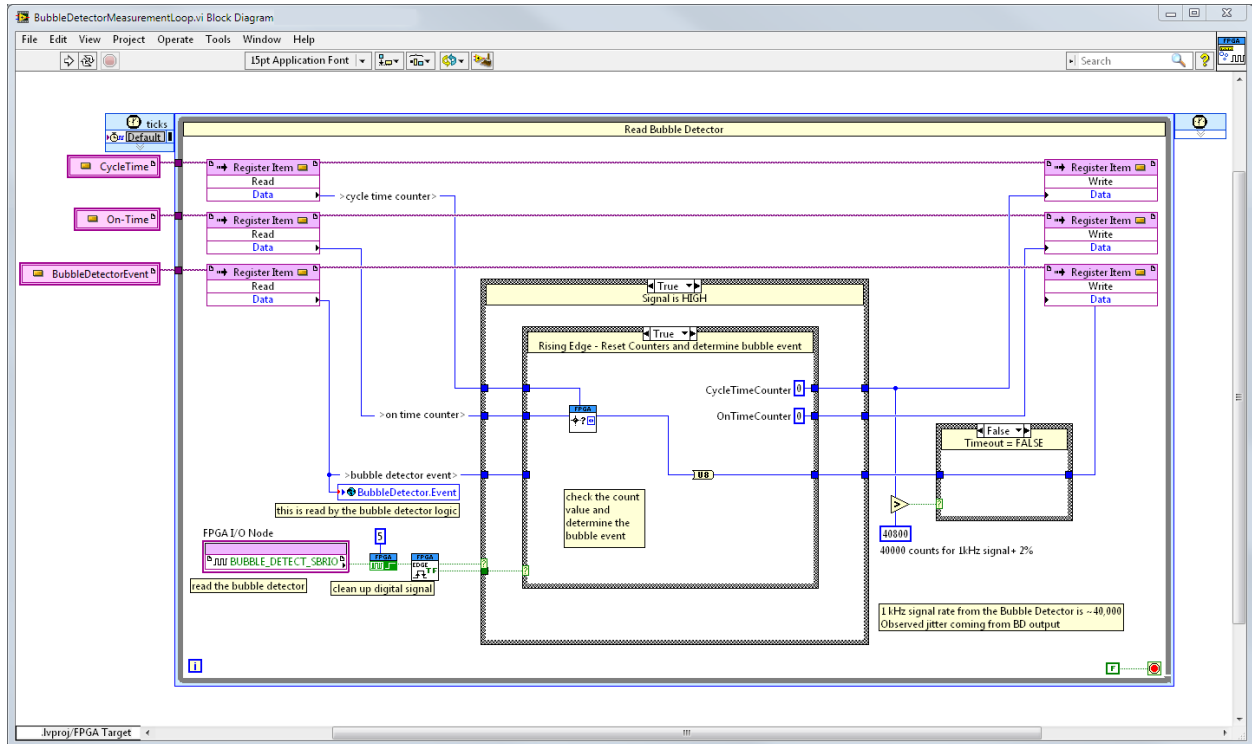 BubbleDetectorMeasurementLoop.vi Block Diagram
File Edit View Project Operate Tools Window Help
15pt Application Font
Search
FPGA
ticks
Default
Read Bubble Detector
CycleTime
Register Item
Read
Data
>cycle time counter>
Register Item
Write
Data
On-Time
Register Item
Read
Data
Register Item
Write
Data
BubbleDetectorEvent
Register Item
Read
Data
Register Item
Write
Data
True
Signal is HIGH
True
Rising Edge - Reset Counters and determine bubble event
CycleTimeCounter 0
>on time counter>
FPGA
OnTimeCounter 0
False
Timeout = FALSE
>bubble detector event>
U8
BubbleDetector.Event
this is read by the bubble detector logic
check the count
value and
determine the
bubble event
>
40800
40000 counts for 1kHz signal + 2%
FPGA I/O Node
5
BUBBLE_DETECT_SBRIO
FPGA
FPGA
EDGE
T F
read the bubble detector
clean up digital signal
1 kHz signal rate from the Bubble Detector is ~40,000
Observed jitter coming from BD output
i
F
.lvproj/FPGA Target